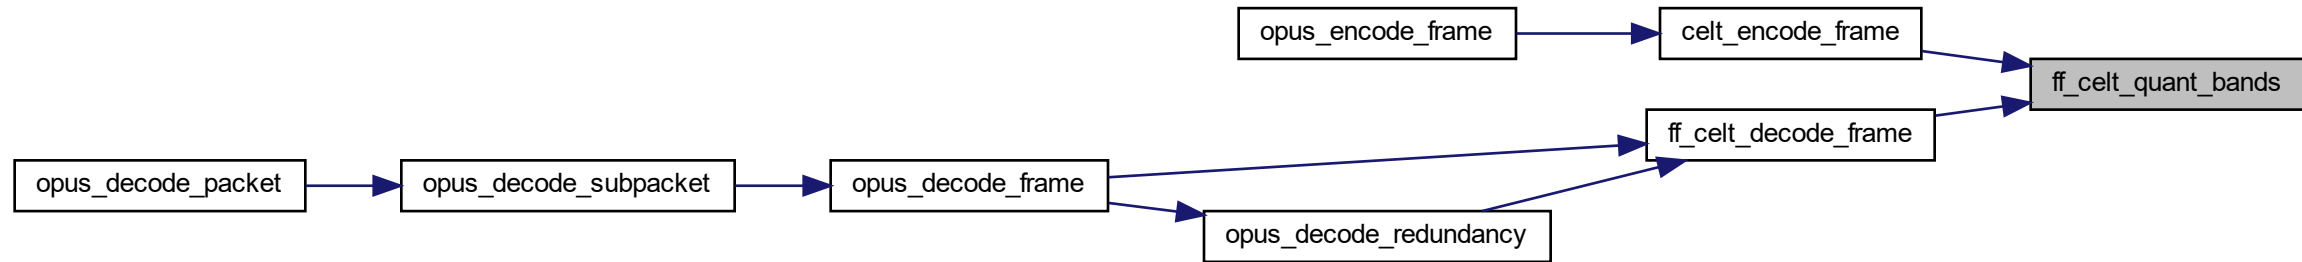 opus_encode_frame
celt_encode_frame
ff_celt_quant_bands
ff_celt_decode_frame
opus_decode_packet
opus_decode_subpacket
opus_decode_frame
opus_decode_redundancy